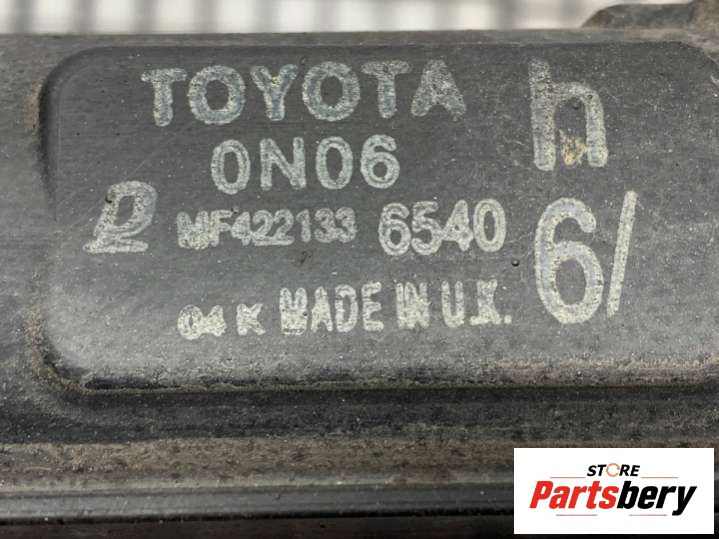 TOYOTA h
0N06
D MF422133 6540 6/
04 K MADE IN U.K.
STORE
Partsbery